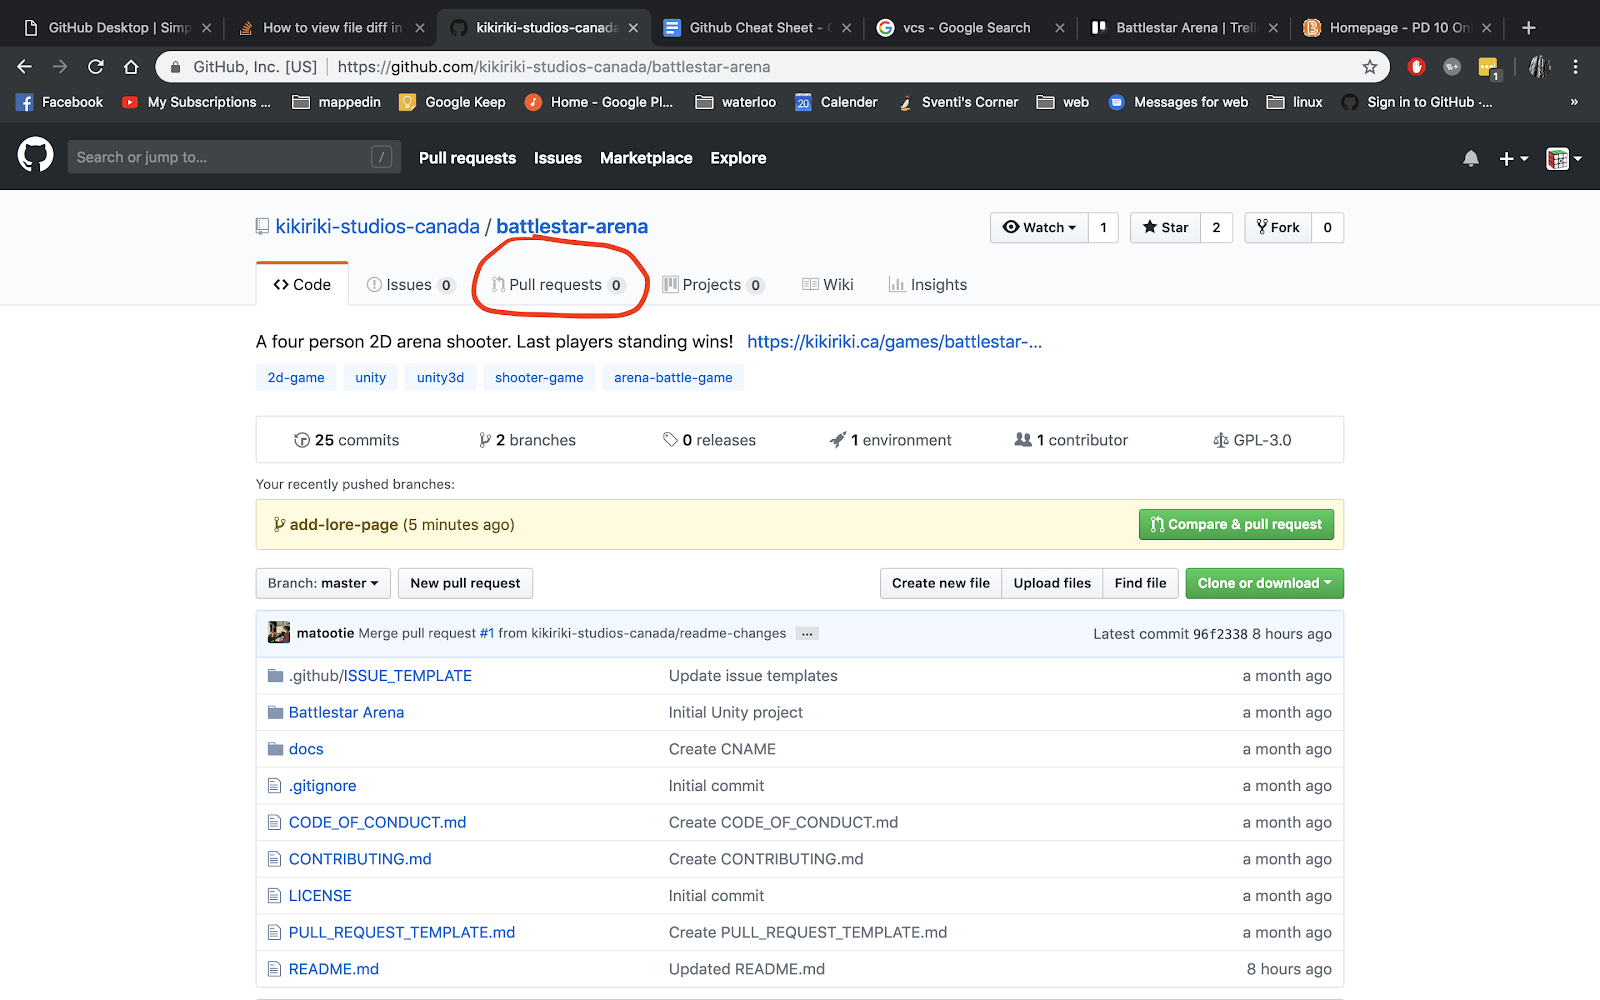 GitHub Desktop | Simp
How to view file diff in
kikiriki-studios-canada
Github Cheat Sheet -
vcs - Google Search
Battlestar Arena | Trell
Homepage - PD 10 On
GitHub, Inc. [US] | https://github.com/kikiriki-studios-canada/battlestar-arena
1
Facebook My Subscriptions ... mappedin Google Keep Home - Google Pl... waterloo 20 Calender Sventi's Corner web Messages for web linux Sign in to GitHub ·... »
Search or jump to... / Pull requests Issues Marketplace Explore
kikiriki-studios-canada / battlestar-arena
Watch 1 Star 2 Fork 0
Code Issues 0 Pull requests 0 Projects 0 Wiki Insights
A four person 2D arena shooter. Last players standing wins! https://kikiriki.ca/games/battlestar-...
2d-game unity unity3d shooter-game arena-battle-game
25 commits 2 branches 0 releases 1 environment 1 contributor GPL-3.0
Your recently pushed branches:
add-lore-page (5 minutes ago) Compare & pull request
Branch: master New pull request Create new file Upload files Find file Clone or download
matootie Merge pull request #1 from kikiriki-studios-canada/readme-changes ... Latest commit 96f2338 8 hours ago
.github/ISSUE_TEMPLATE Update issue templates a month ago
Battlestar Arena Initial Unity project a month ago
docs Create CNAME a month ago
.gitignore Initial commit a month ago
CODE_OF_CONDUCT.md Create CODE_OF_CONDUCT.md a month ago
CONTRIBUTING.md Create CONTRIBUTING.md a month ago
LICENSE Initial commit a month ago
PULL_REQUEST_TEMPLATE.md Create PULL_REQUEST_TEMPLATE.md a month ago
README.md Updated README.md 8 hours ago